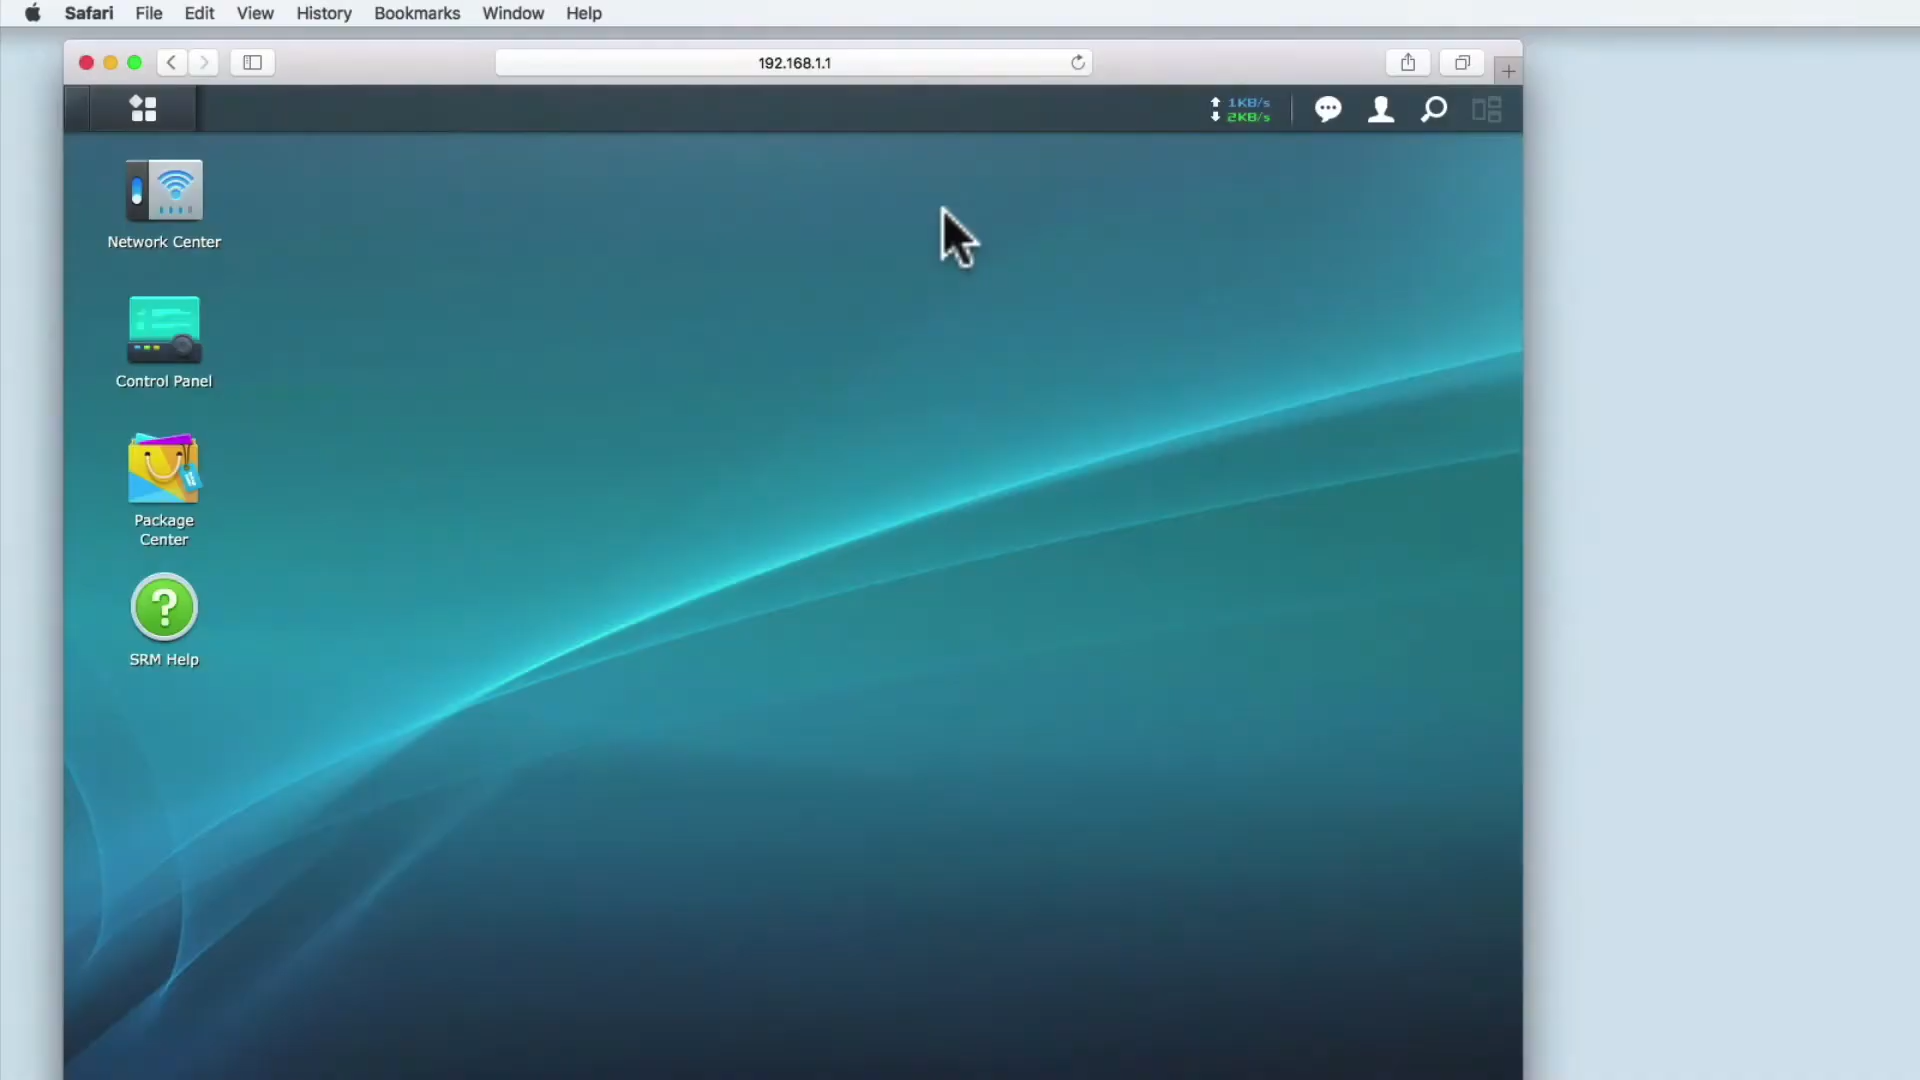 Safari File Edit View History Bookmarks Window Help
192.168.1.1
1KB/s
2KB/s
Network Center
Control Panel
Package
Center
SRM Help